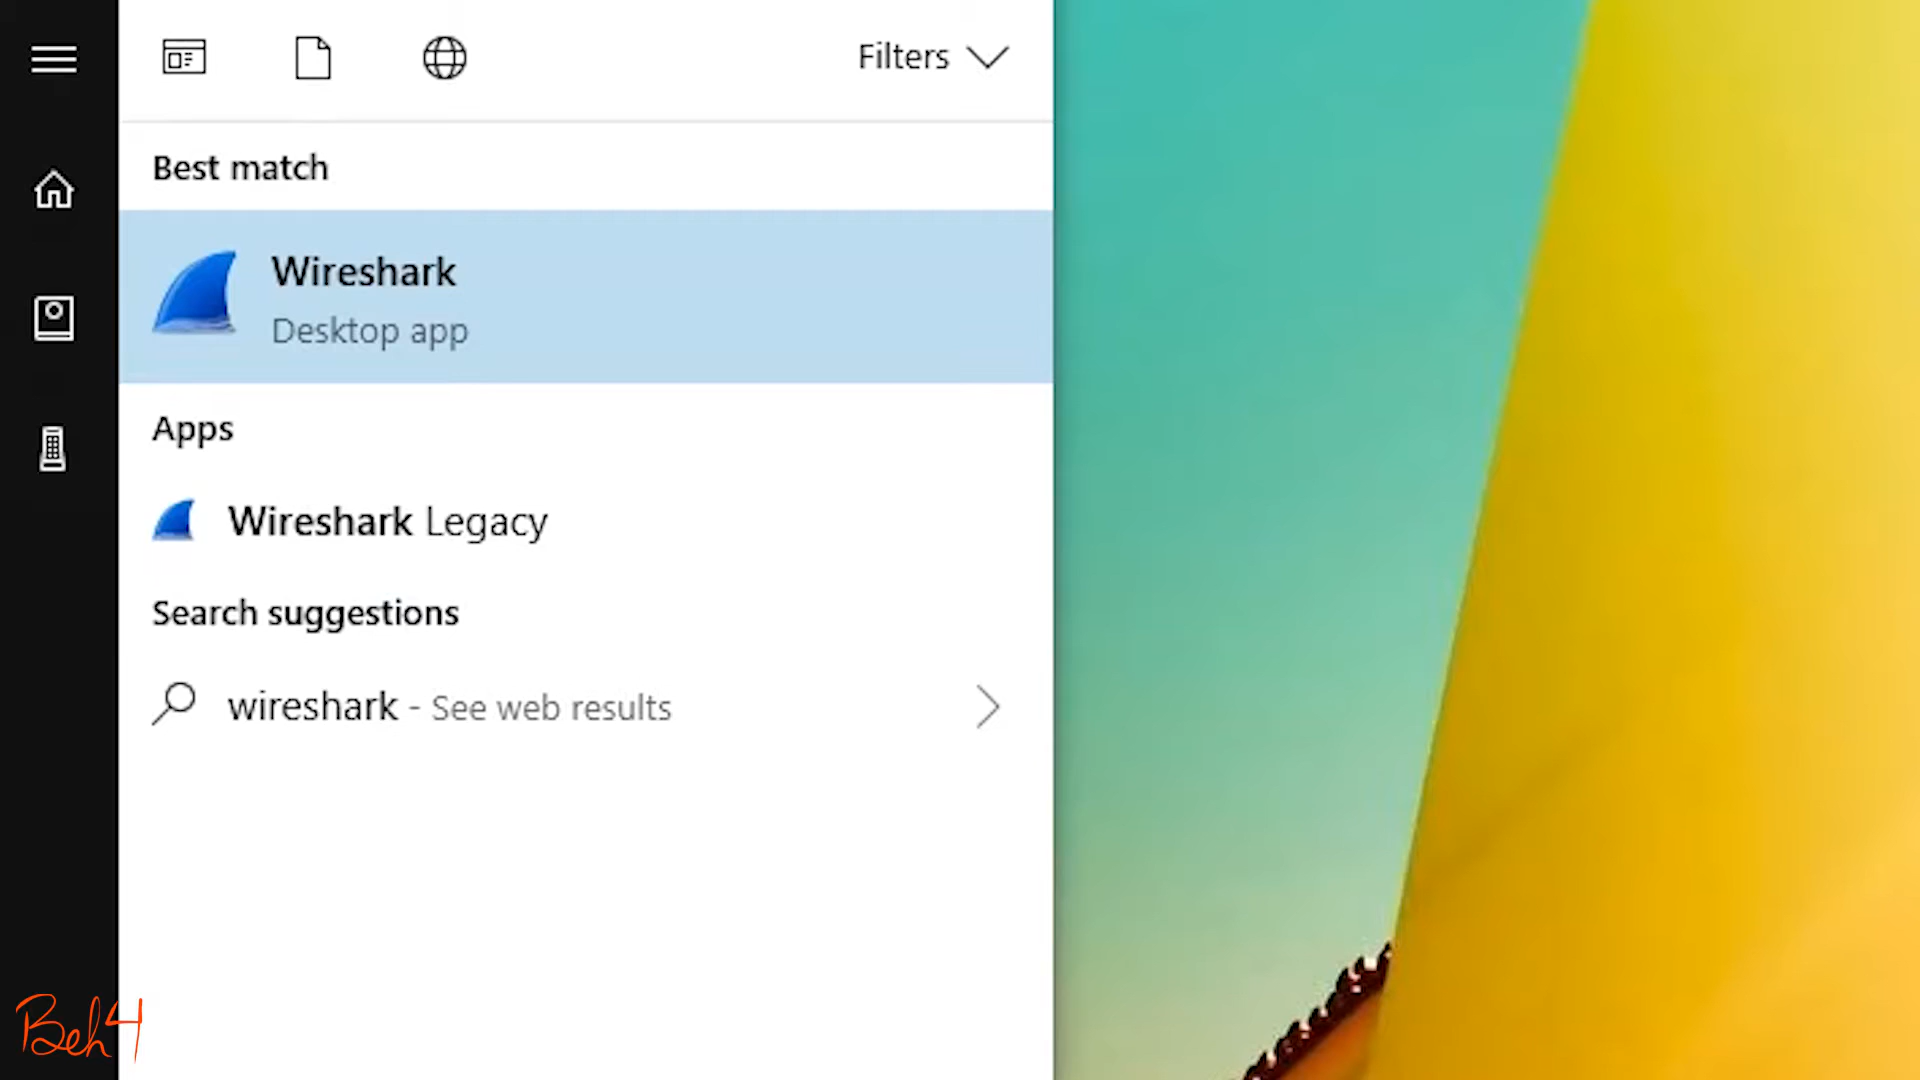 Filters
Best match
Wireshark
Desktop app
Apps
Wireshark Legacy
Search suggestions
wireshark - See web results
Beh4